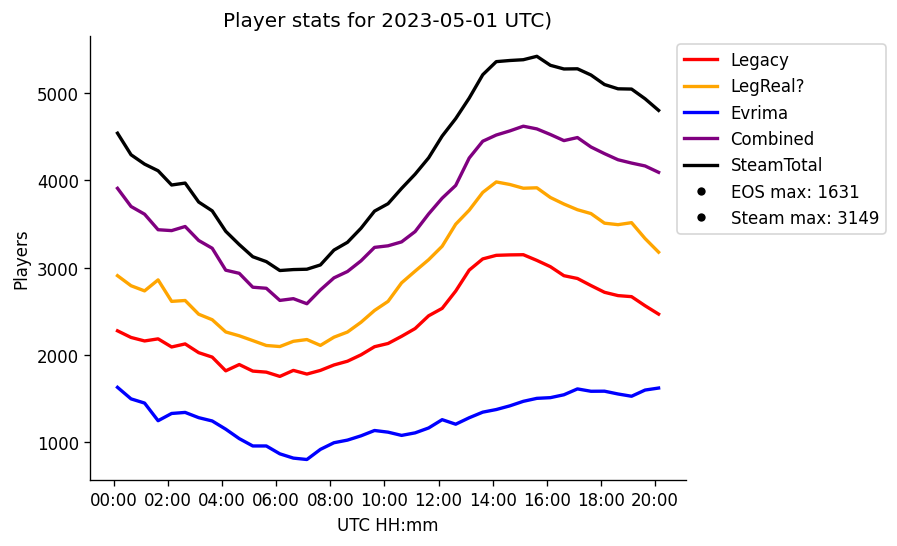 Player stats for 2023-05-01 UTC)
Legacy
LegReal?
Evrima
Combined
SteamTotal
EOS max: 1631
Steam max: 3149
Players
5000
4000
3000
2000
1000
00:00 02:00 04:00 06:00 08:00 10:00 12:00 14:00 16:00 18:00 20:00
UTC HH:mm